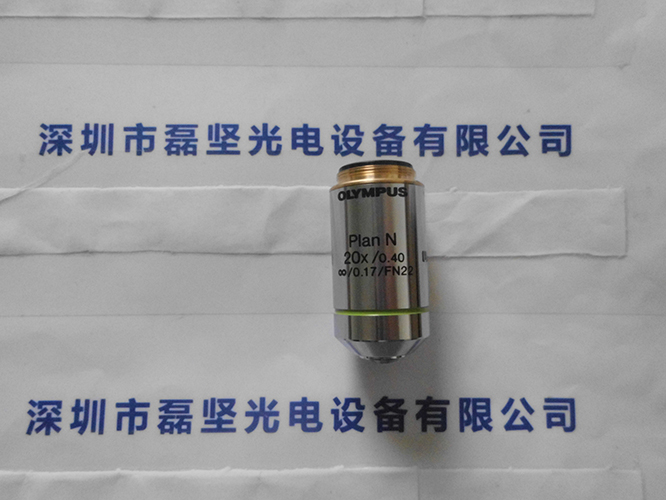 深圳市磊坚光电设备有限公司
OLYMPUS
Plan N
20x/0.40
∞/0.17/FN22
深圳市磊坚光电设备有限公司